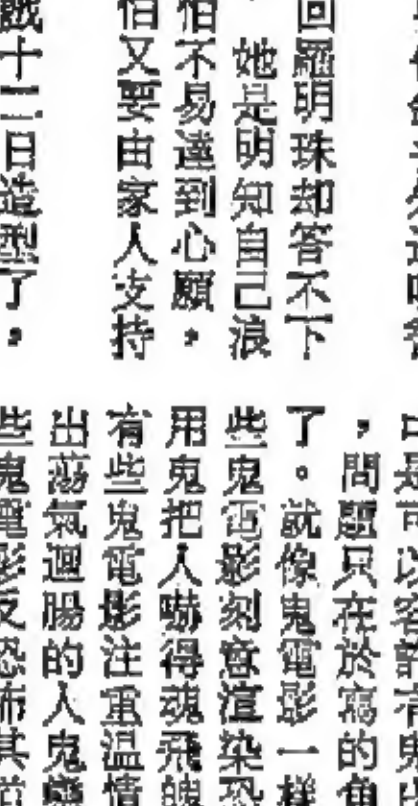 回羅明珠却答不下
，她是明知自己浪
怕不易達到心願，
怕又要由家人支持
戲十二日造型了，
中是可以容許有鬼
，問題只在於寫的角
了。就像鬼電影一樣
些鬼電影刻意渲染恐
用鬼把人嚇得魂飛魄
有些鬼電影注重溫情
出蕩氣迴腸的人鬼戀
些鬼電影反恐怖其道